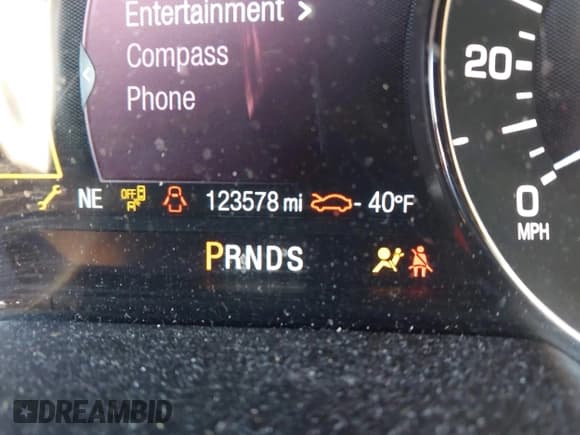 Entertainment >
Compass
Phone
20
0
MPH
NE OFF 123578 mi - 40°F
PRNDS
DREAMBID